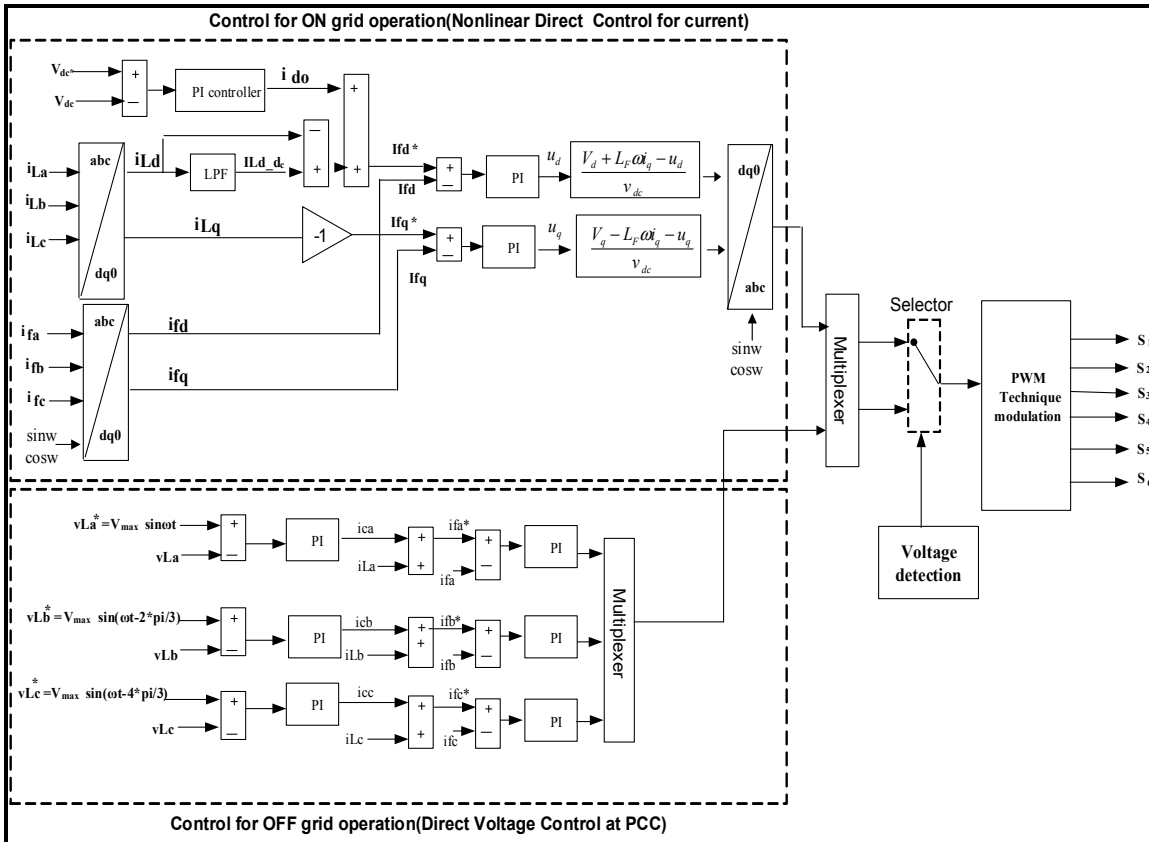 Control for ON grid operation(Nonlinear Direct Control for current)
Vdc*
+
−
Vdc
PI controller
i do
+
+
iLa
iLb
iLc
abc
dq0
iLd
LPF
ILd_dc
−
+
Ifd*
Ifd
+
−
PI
ud
Vd + LFωiq − ud
vdc
iLq
-1
Ifq*
Ifq
+
−
PI
uq
Vq − LFωiq − uq
vdc
dq0
abc
sinw
cosw
ifa
ifb
ifc
sinw
cosw
abc
dq0
ifd
ifq
Multiplexer
Selector
PWM
Technique
modulation
S1
S2
S3
S4
S5
Voltage
detection
vLa*=Vmax sinωt
vLa
+
−
PI
ica
iLa
+
+
ifa*
ifa
+
−
PI
vLb*=Vmax sin(ωt-2*pi/3)
vLb
+
−
PI
icb
iLb
+
+
ifb*
ifb
+
−
PI
vLc*=Vmax sin(ωt-4*pi/3)
vLc
+
−
PI
icc
iLc
+
+
ifc*
ifc
+
−
PI
Multiplexer
Control for OFF grid operation(Direct Voltage Control at PCC)